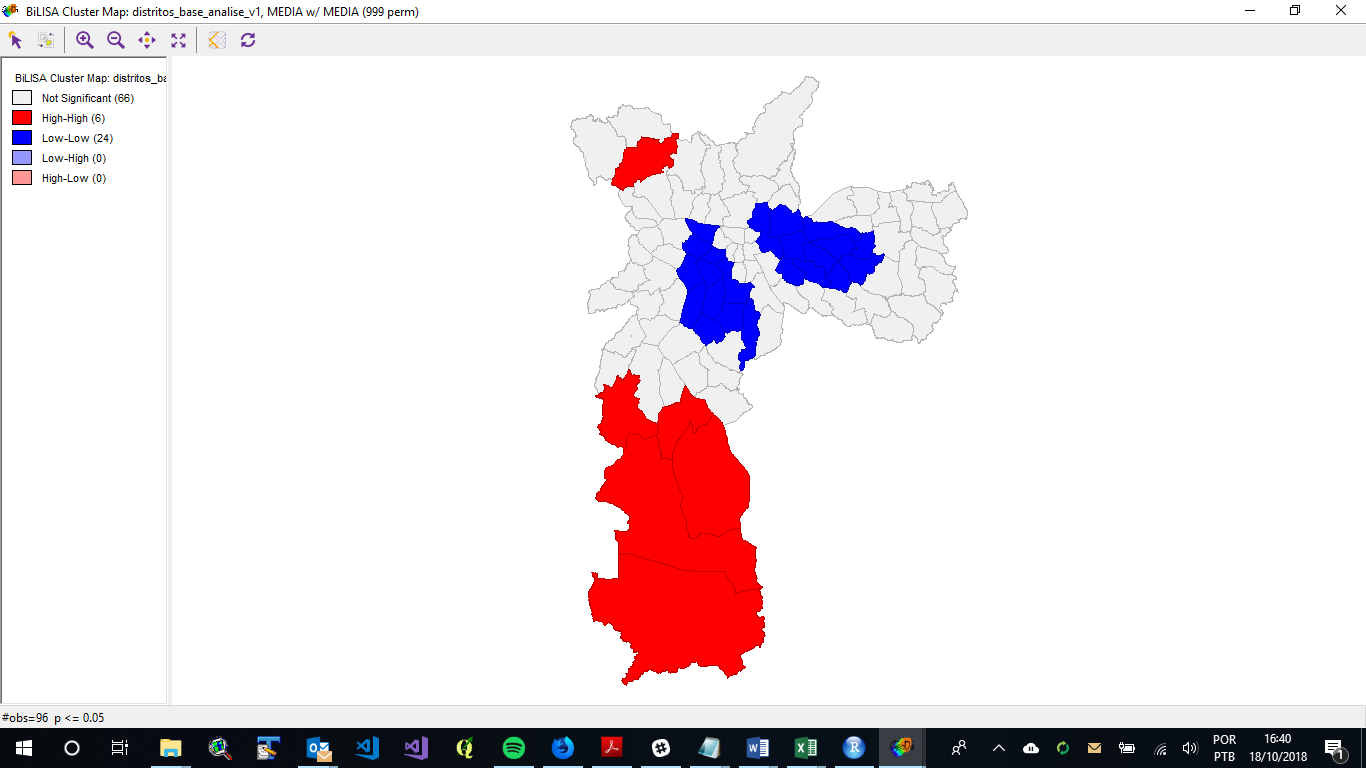 BiLISA Cluster Map: distritos_base_analise_v1, MEDIA w/ MEDIA (999 perm)
BiLISA Cluster Map: distritos_ba
Not Significant (66)
High-High (6)
Low-Low (24)
Low-High (0)
High-Low (0)
#obs=96 p <= 0.05
POR
PTB
16:40
18/10/2018
1